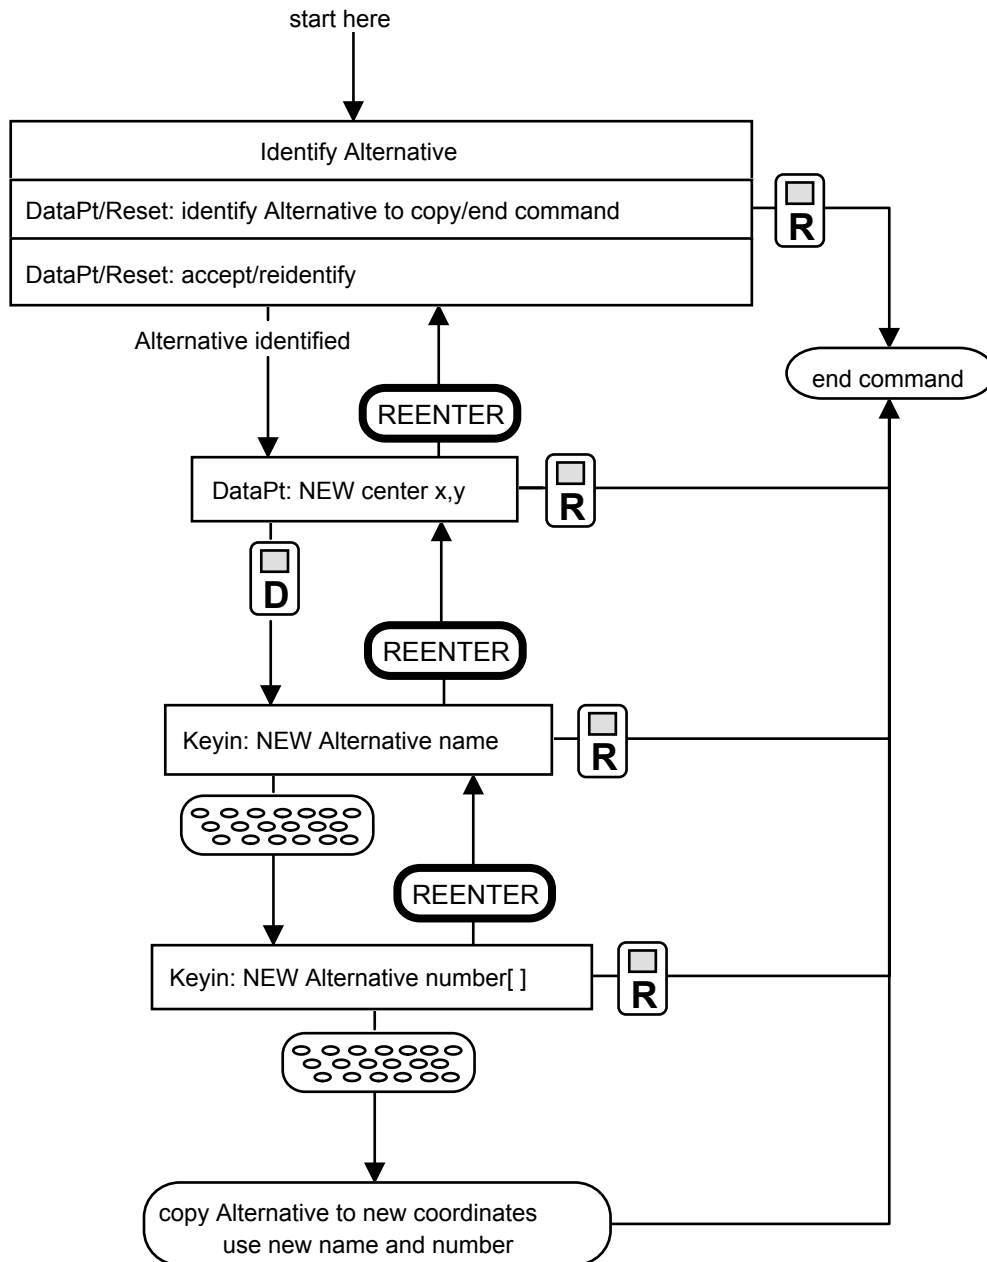 start here
Identify Alternative
DataPt/Reset: identify Alternative to copy/end command
R
DataPt/Reset: accept/reidentify
Alternative identified
end command
REENTER
DataPt: NEW center x,y
R
D
REENTER
Keyin: NEW Alternative name
R
REENTER
Keyin: NEW Alternative number[ ]
R
copy Alternative to new coordinates
use new name and number